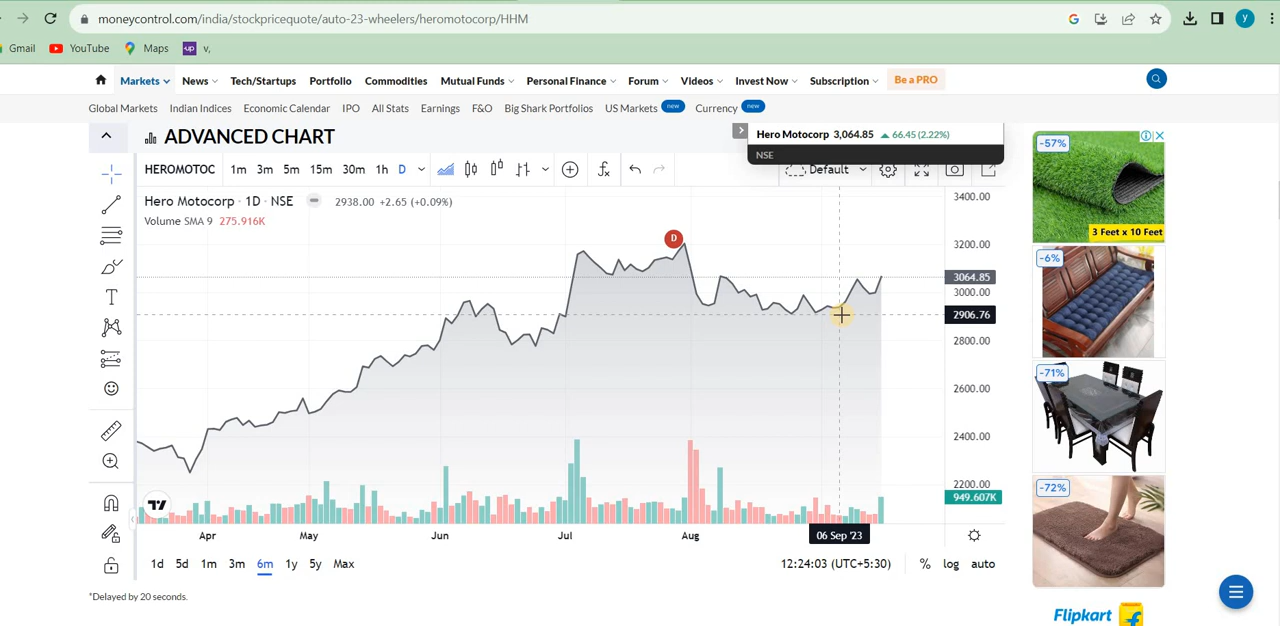 moneycontrol.com/india/stockpricequote/auto-23-wheelers/heromotocorp/HHM
G
y
Gmail YouTube Maps up v,
Markets News Tech/Startups Portfolio Commodities Mutual Funds Personal Finance Forum Videos Invest Now Subscription Be a PRO
Global Markets Indian Indices Economic Calendar IPO All Stats Earnings F&O Big Shark Portfolios US Markets new Currency new
ADVANCED CHART
Hero Motocorp 3,064.85 ▲ 66.45 (2.22%)
NSE
HEROMOTOC 1m 3m 5m 15m 30m 1h D Default
Hero Motocorp · 1D · NSE 2938.00 +2.65 (+0.09%)
Volume SMA 9 275.916K
D
T
3400.00
3200.00
3064.85
3000.00
2906.76
2800.00
2600.00
2400.00
2200.00
949.607K
Apr May Jun Jul Aug 06 Sep '23
1d 5d 1m 3m 6m 1y 5y Max 12:24:03 (UTC+5:30) % log auto
*Delayed by 20 seconds.
-57%
3 Feet x 10 Feet
-6%
-71%
-72%
Flipkart